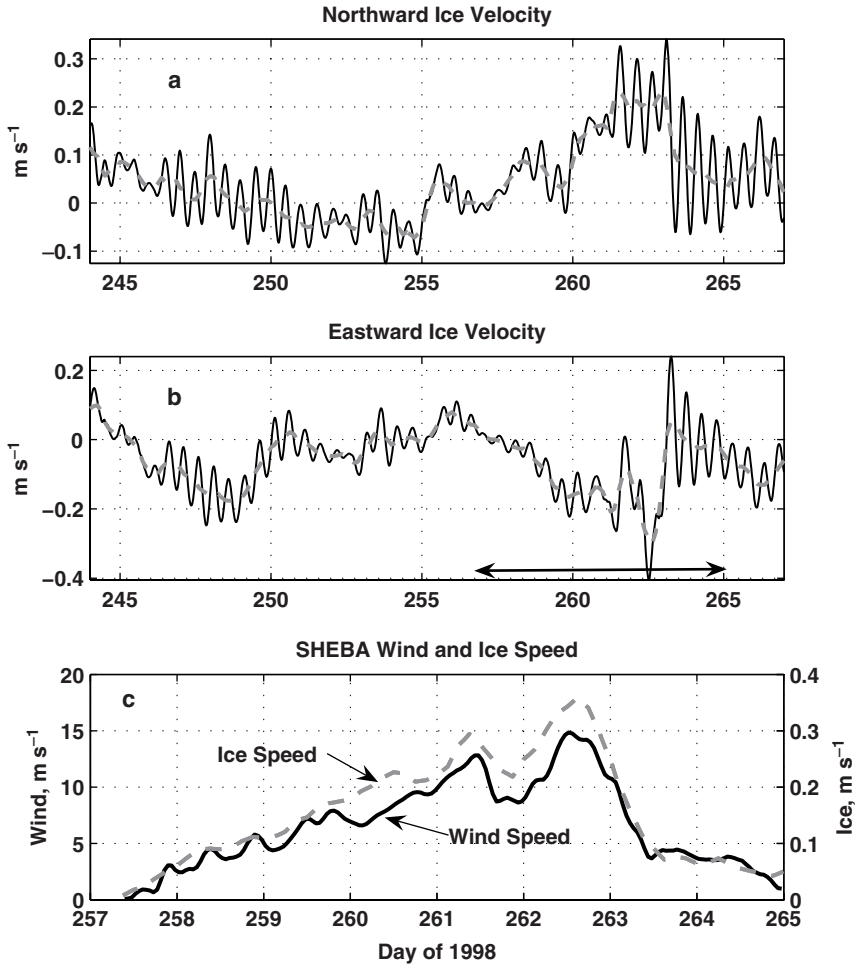 Northward Ice Velocity
a
m s⁻¹
0.3
0.2
0.1
0
−0.1
245 250 255 260 265
Eastward Ice Velocity
b
m s⁻¹
0.2
0
−0.2
−0.4
245 250 255 260 265
SHEBA Wind and Ice Speed
c
Wind, m s⁻¹
20
15
10
5
0
Ice Speed
Wind Speed
0.4
0.3
0.2
0.1
0
Ice, m s⁻¹
257 258 259 260 261 262 263 264 265
Day of 1998